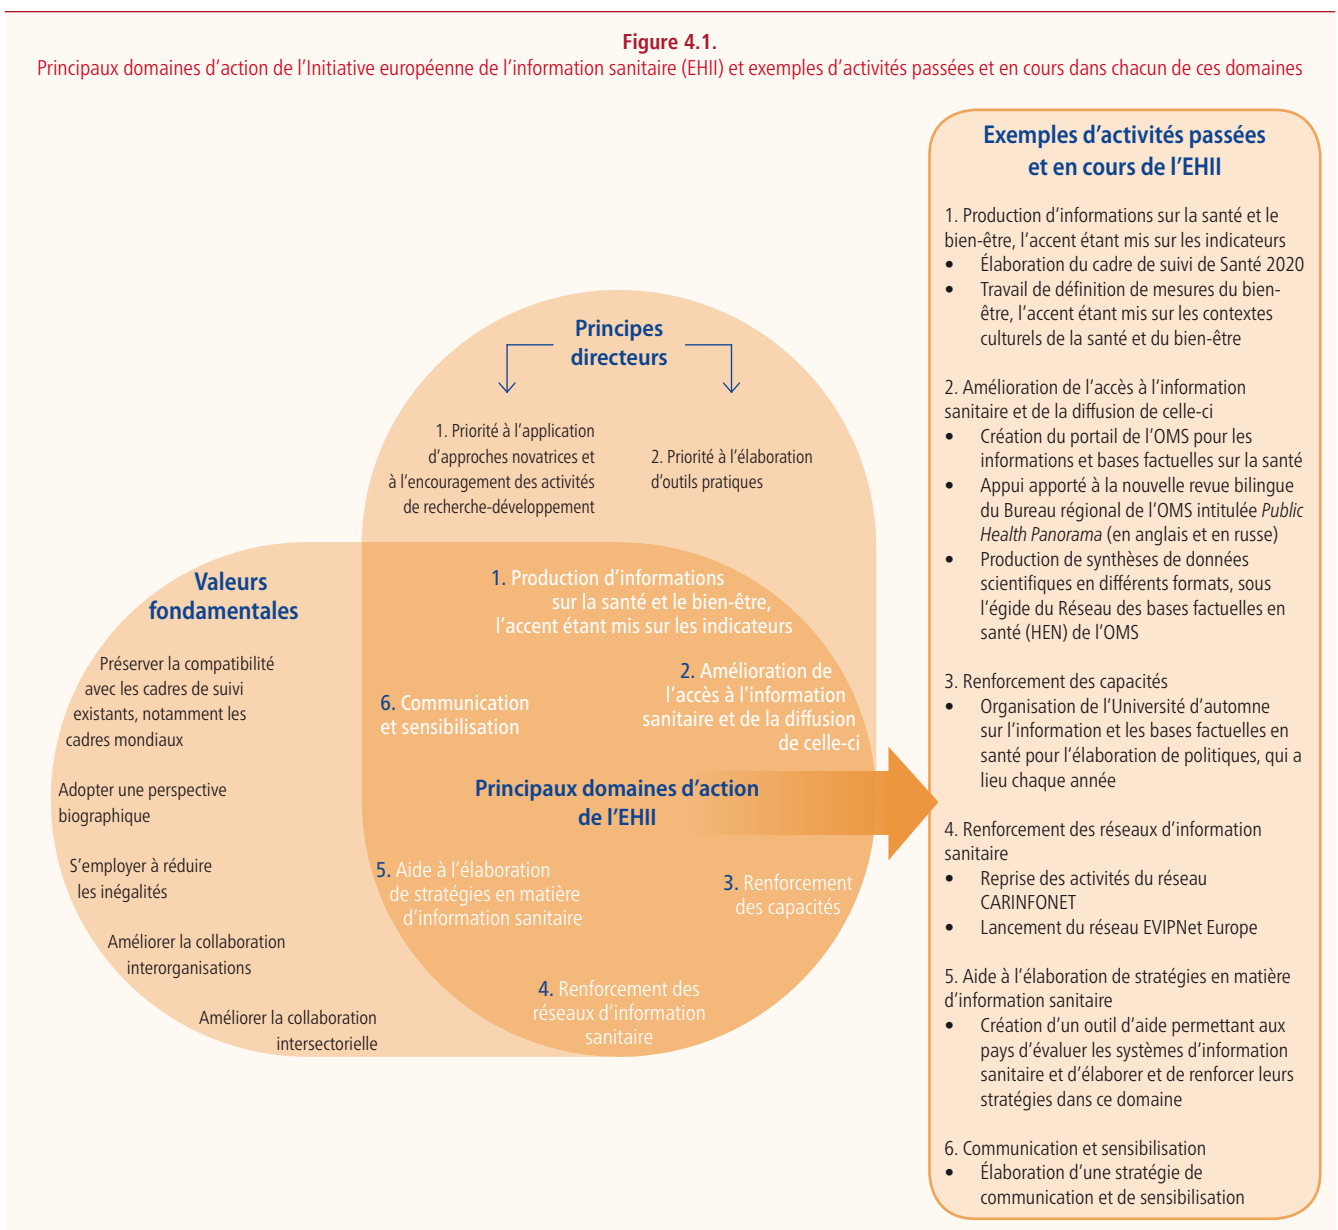 Figure 4.1.
Principaux domaines d’action de l’Initiative européenne de l’information sanitaire (EHII) et exemples d’activités passées et en cours dans chacun de ces domaines
Principes
directeurs
1. Priorité à l’application
d’approches novatrices et
à l’encouragement des activités
de recherche-développement
2. Priorité à l’élaboration
d’outils pratiques
Valeurs
fondamentales
Préserver la compatibilité
avec les cadres de suivi
existants, notamment les
cadres mondiaux
Adopter une perspective
biographique
S’employer à réduire
les inégalités
Améliorer la collaboration
interorganisations
Améliorer la collaboration
intersectorielle
1. Production d’informations
sur la santé et le bien-être,
l’accent étant mis sur les indicateurs
2. Amélioration de
l’accès à l’information
sanitaire et de la diffusion
de celle-ci
6. Communication
et sensibilisation
Principaux domaines d’action
de l’EHII
5. Aide à l’élaboration
de stratégies en matière
d’information sanitaire
3. Renforcement
des capacités
4. Renforcement des
réseaux d’information
sanitaire
Exemples d’activités passées
et en cours de l’EHII
1. Production d’informations sur la santé et le
bien-être, l’accent étant mis sur les indicateurs
• Élaboration du cadre de suivi de Santé 2020
• Travail de définition de mesures du bien-
être, l’accent étant mis sur les contextes
culturels de la santé et du bien-être
2. Amélioration de l’accès à l’information
sanitaire et de la diffusion de celle-ci
• Création du portail de l’OMS pour les
informations et bases factuelles sur la santé
• Appui apporté à la nouvelle revue bilingue
du Bureau régional de l’OMS intitulée Public
Health Panorama (en anglais et en russe)
• Production de synthèses de données
scientifiques en différents formats, sous
l’égide du Réseau des bases factuelles en
santé (HEN) de l’OMS
3. Renforcement des capacités
• Organisation de l’Université d’automne
sur l’information et les bases factuelles en
santé pour l’élaboration de politiques, qui a
lieu chaque année
4. Renforcement des réseaux d’information
sanitaire
• Reprise des activités du réseau
CARINFONET
• Lancement du réseau EVIPNet Europe
5. Aide à l’élaboration de stratégies en matière
d’information sanitaire
• Création d’un outil d’aide permettant aux
pays d’évaluer les systèmes d’information
sanitaire et d’élaborer et de renforcer leurs
stratégies dans ce domaine
6. Communication et sensibilisation
• Élaboration d’une stratégie de
communication et de sensibilisation